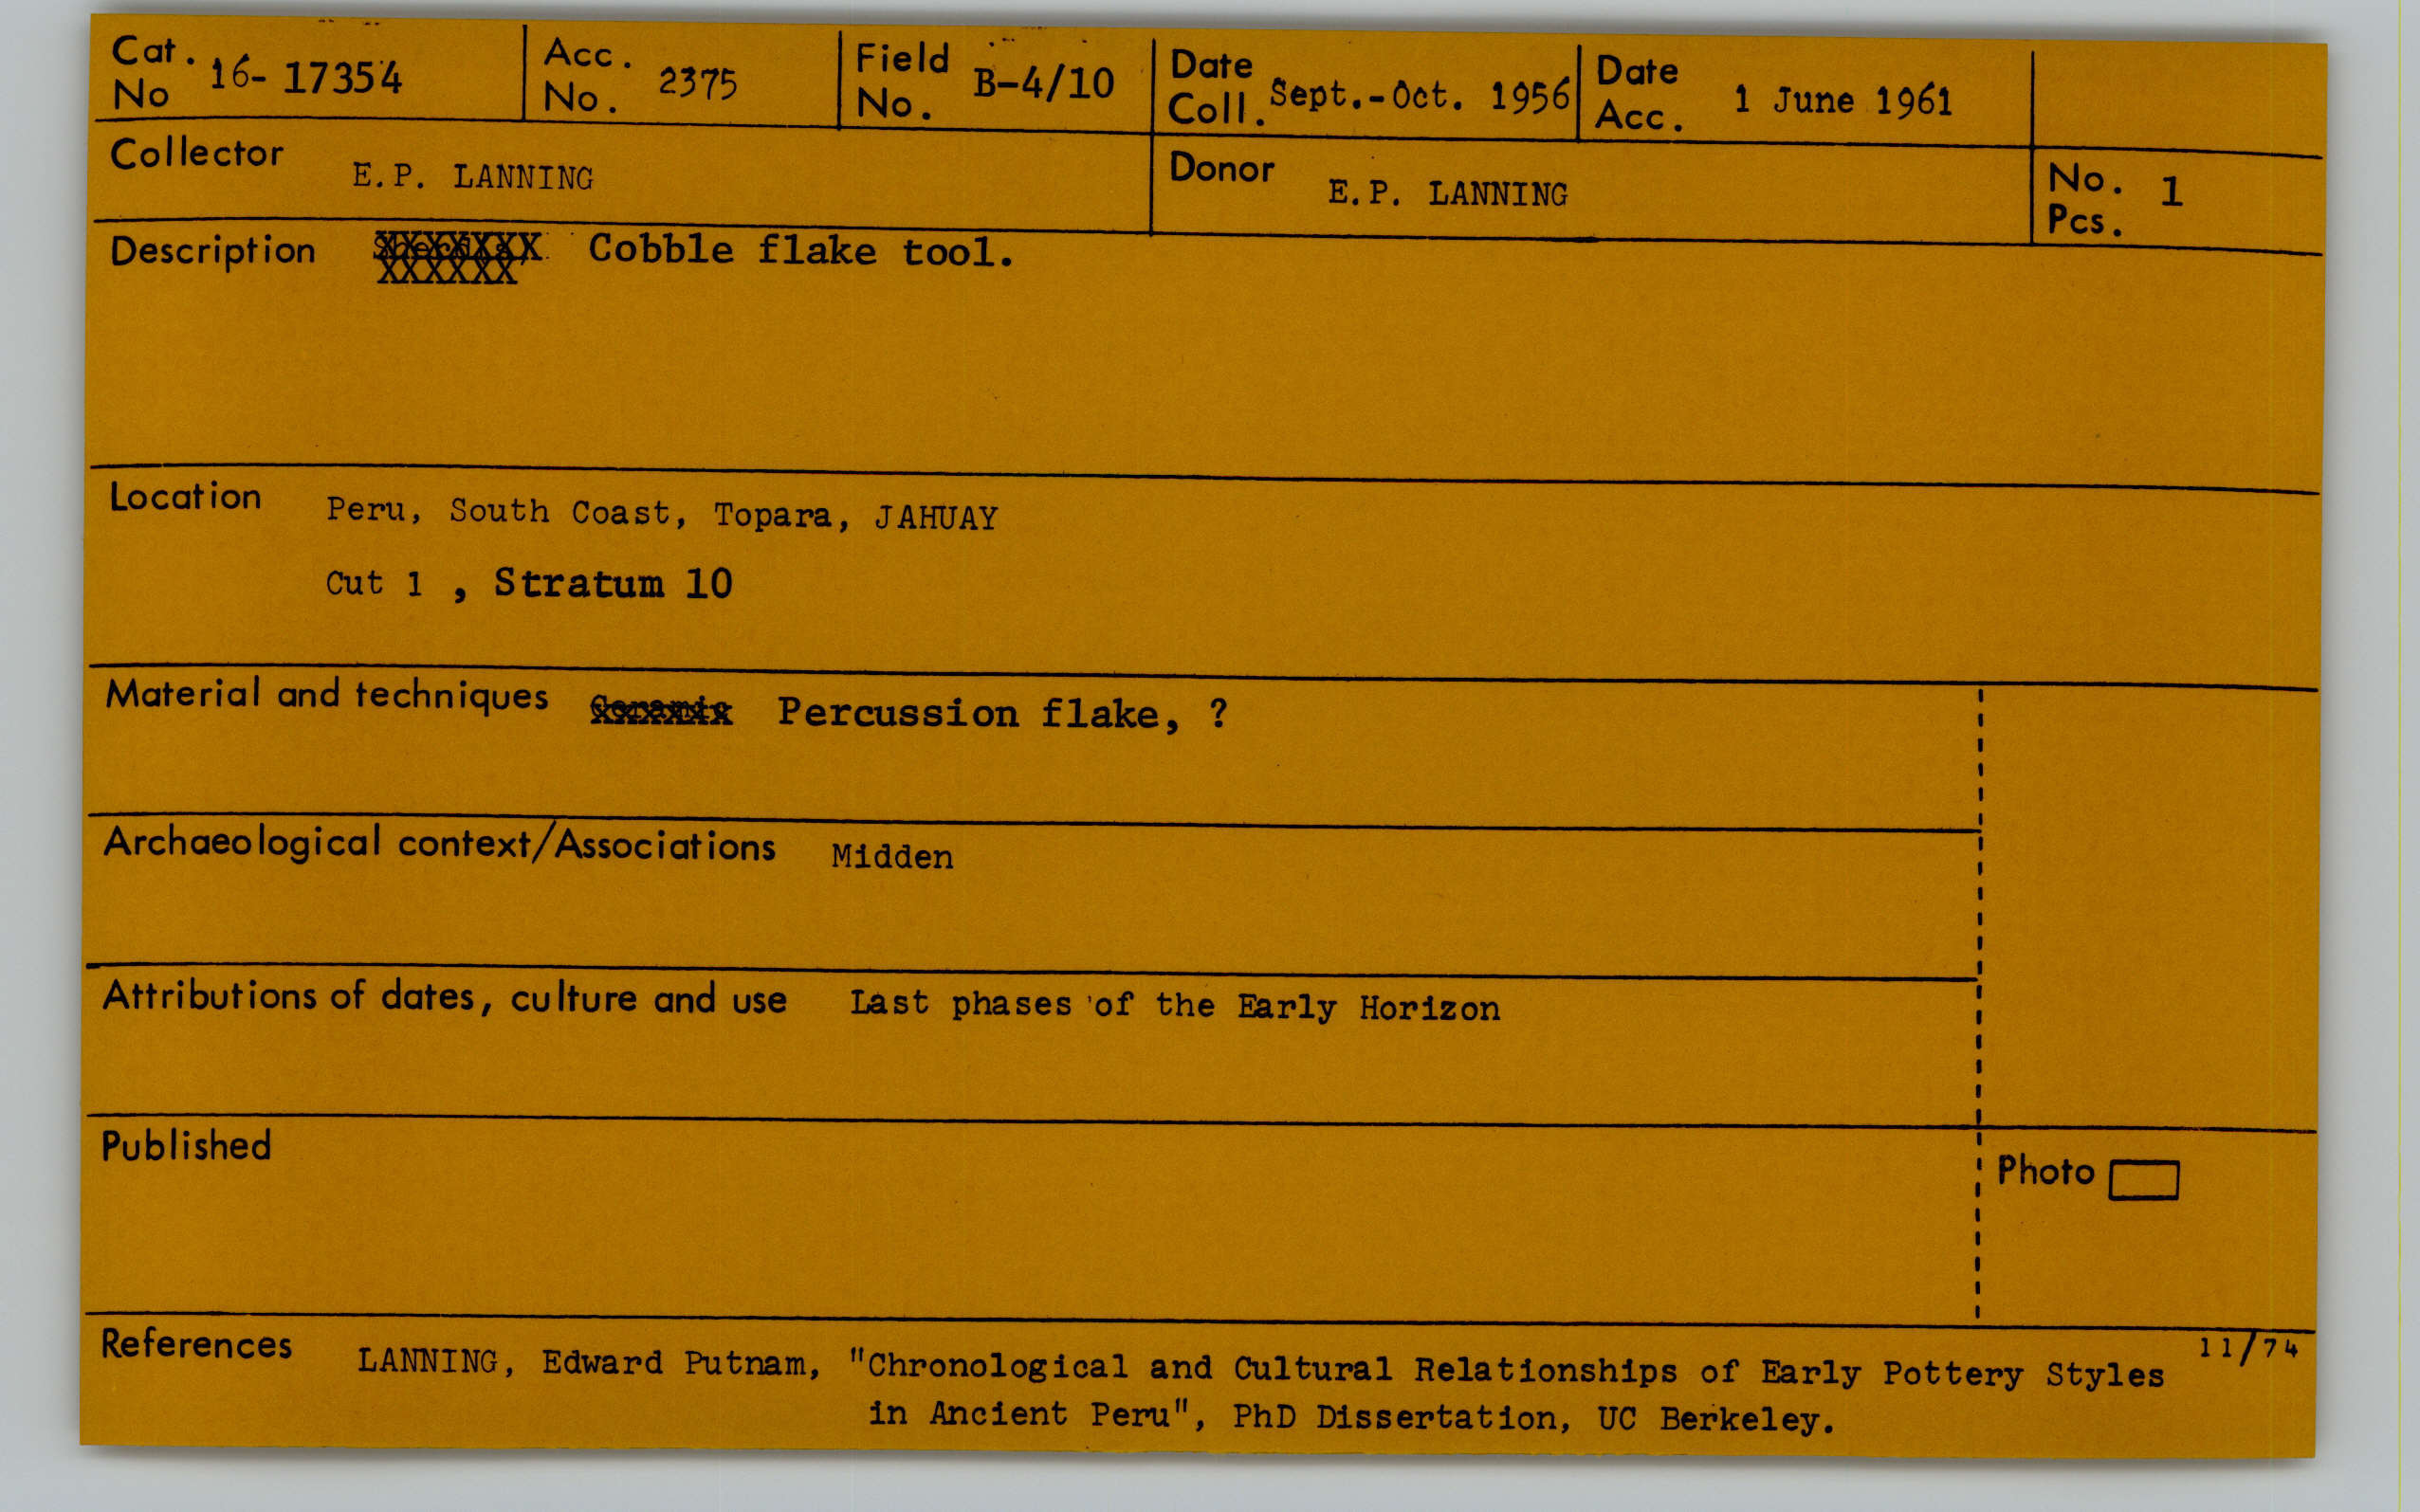 Cat. No 16- 17354 Acc. No. 2375 Field No. B-4/10 Date Coll. Sept.-Oct. 1956 Date Acc. 1 June 1961
Collector E.P. LANNING Donor E.P. LANNING No. Pcs. 1
Description Cobble flake tool.
Location Peru, South Coast, Topara, JAHUAY
Cut 1 , Stratum 10
Material and techniques Percussion flake, ?
Archaeological context/Associations Midden
Attributions of dates, culture and use Last phases of the Early Horizon
Published
Photo
References LANNING, Edward Putnam, "Chronological and Cultural Relationships of Early Pottery Styles
in Ancient Peru", PhD Dissertation, UC Berkeley.
11/74